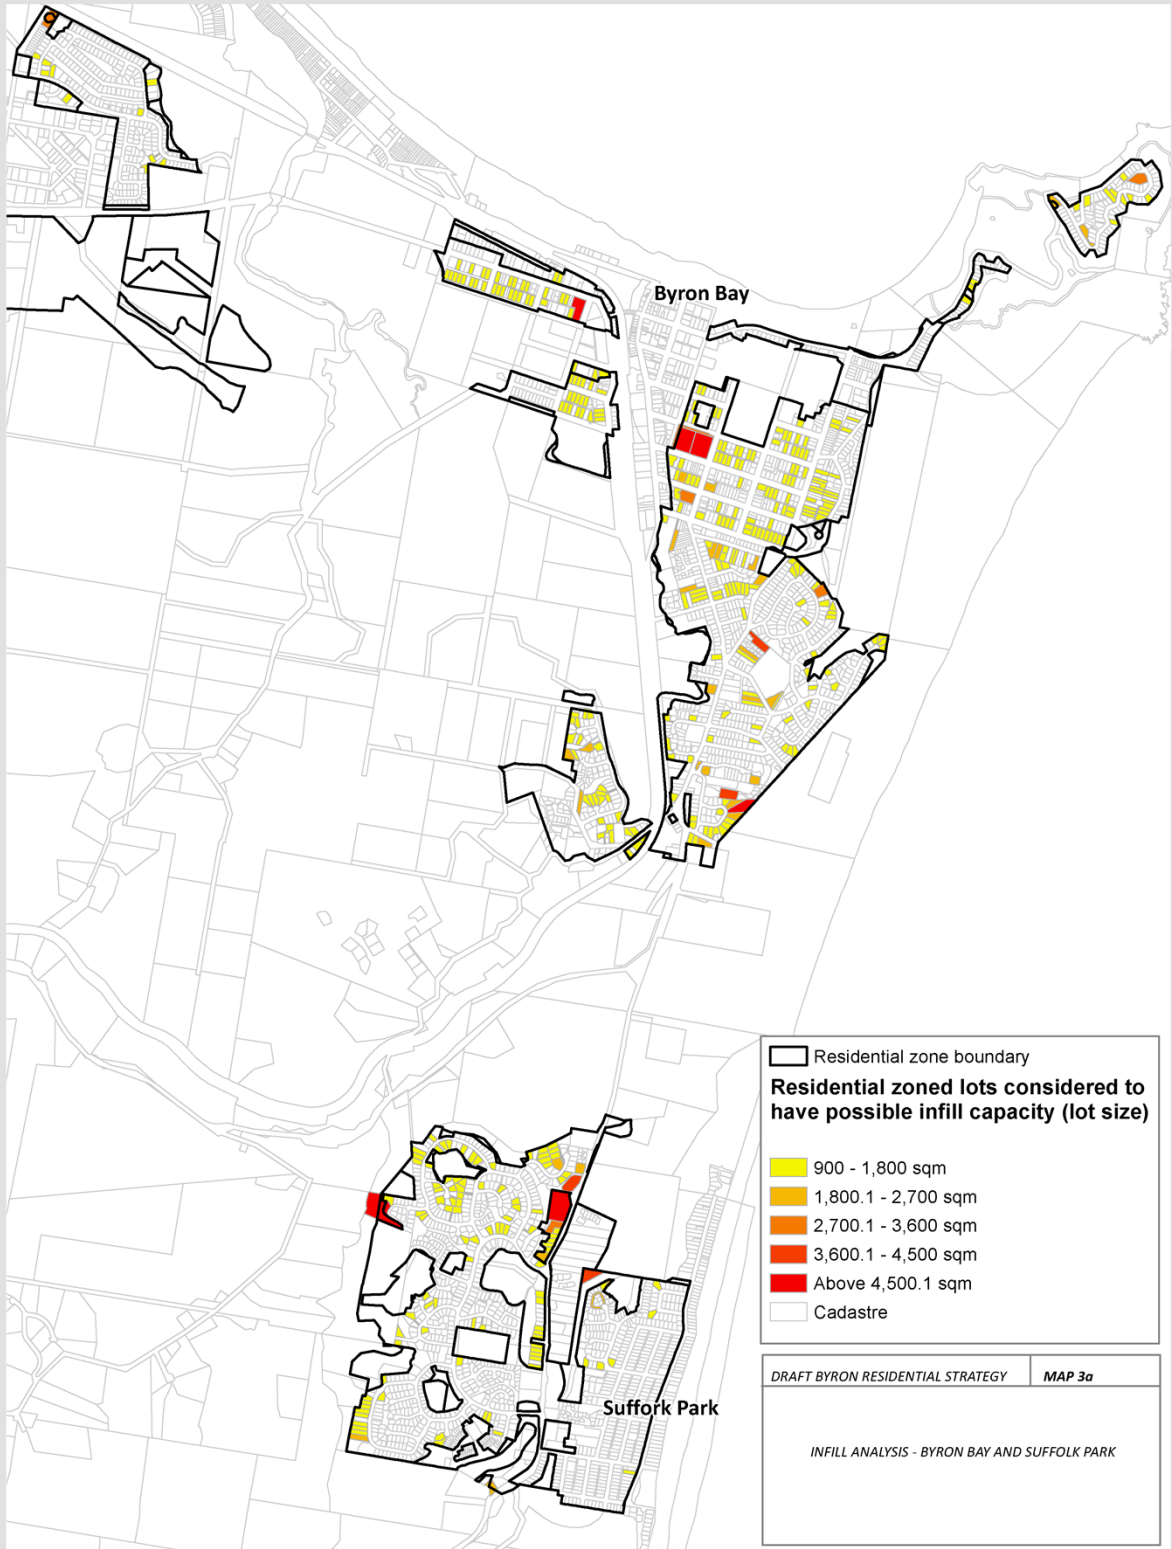 Byron Bay
Residential zone boundary
Residential zoned lots considered to
have possible infill capacity (lot size)
900 - 1,800 sqm
1,800.1 - 2,700 sqm
2,700.1 - 3,600 sqm
3,600.1 - 4,500 sqm
Above 4,500.1 sqm
Cadastre
DRAFT BYRON RESIDENTIAL STRATEGY
MAP 3a
Suffork Park
INFILL ANALYSIS - BYRON BAY AND SUFFOLK PARK